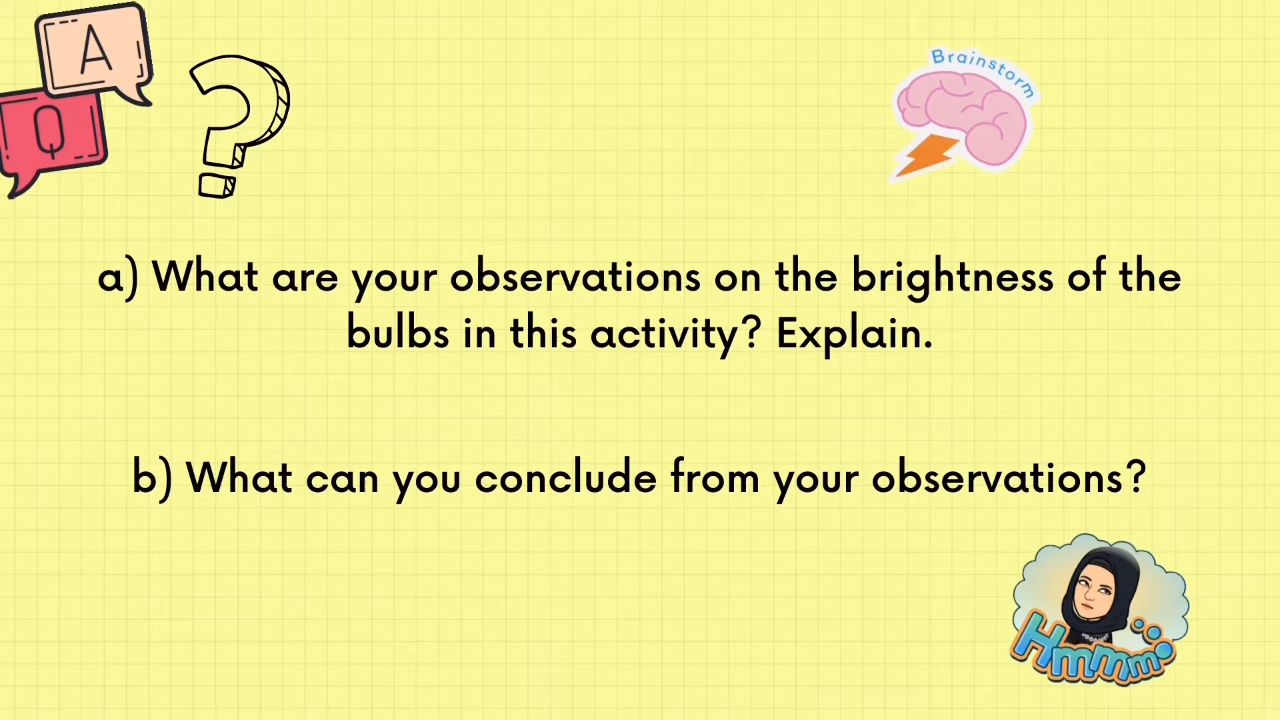 A
Q
?
Brainstorm
a) What are your observations on the brightness of the
bulbs in this activity? Explain.
b) What can you conclude from your observations?
Hmmm